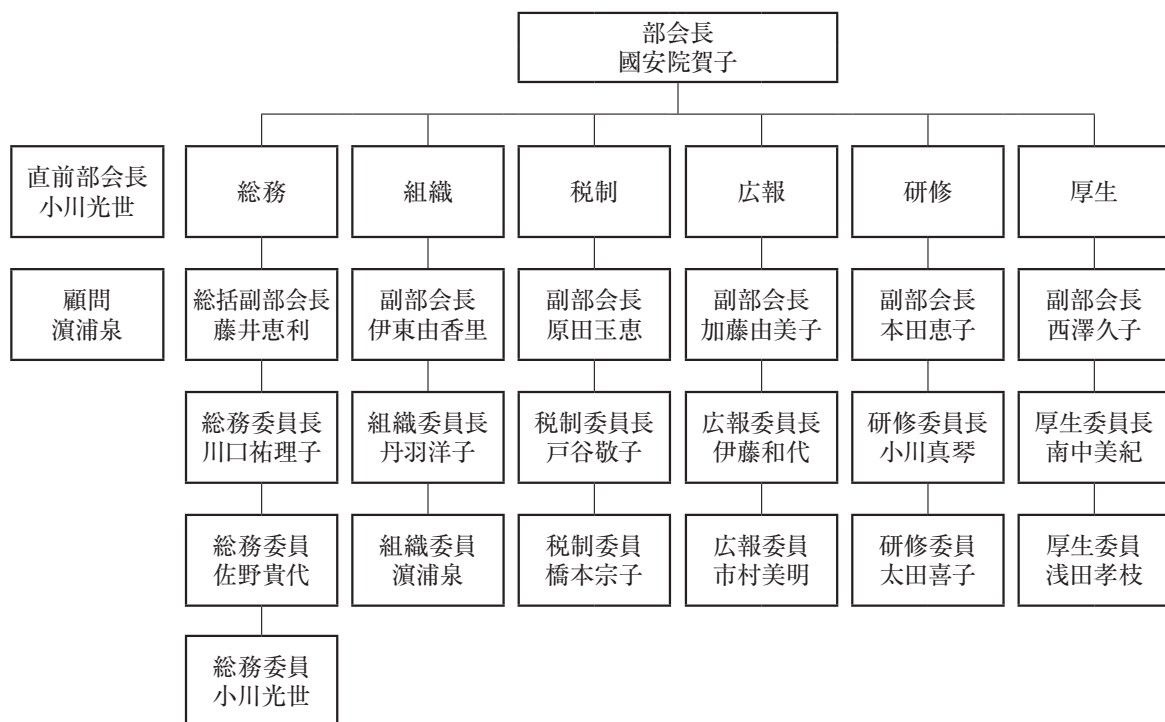 部会長
國安院賀子
直前部会長
小川光世
総務
組織
税制
広報
研修
厚生
顧問
濵浦泉
総括副部会長
藤井恵利
副部会長
伊東由香里
副部会長
原田玉恵
副部会長
加藤由美子
副部会長
本田恵子
副部会長
西澤久子
総務委員長
川口祐理子
組織委員長
丹羽洋子
税制委員長
戸谷敬子
広報委員長
伊藤和代
研修委員長
小川真琴
厚生委員長
南中美紀
総務委員
佐野貴代
組織委員
濵浦泉
税制委員
橋本宗子
広報委員
市村美明
研修委員
太田喜子
厚生委員
浅田孝枝
総務委員
小川光世